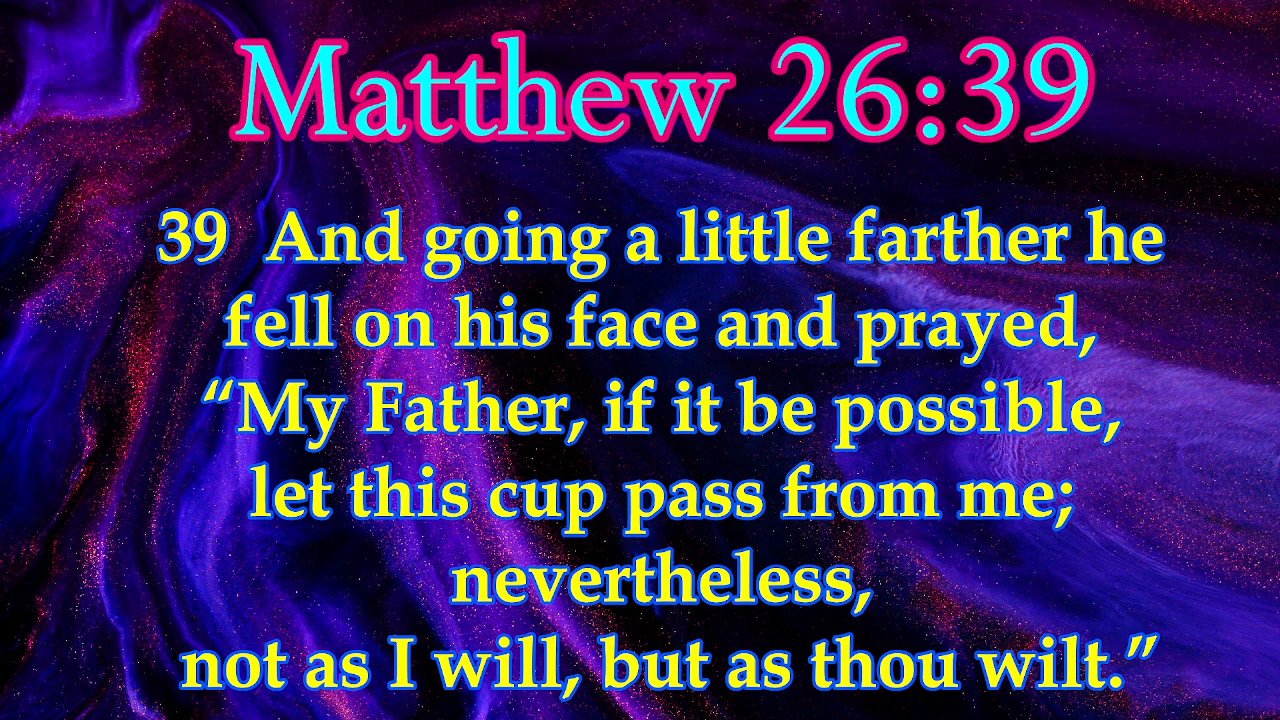 Matthew 26:39
39 And going a little farther he
fell on his face and prayed,
“My Father, if it be possible,
let this cup pass from me;
nevertheless,
not as I will, but as thou wilt.”